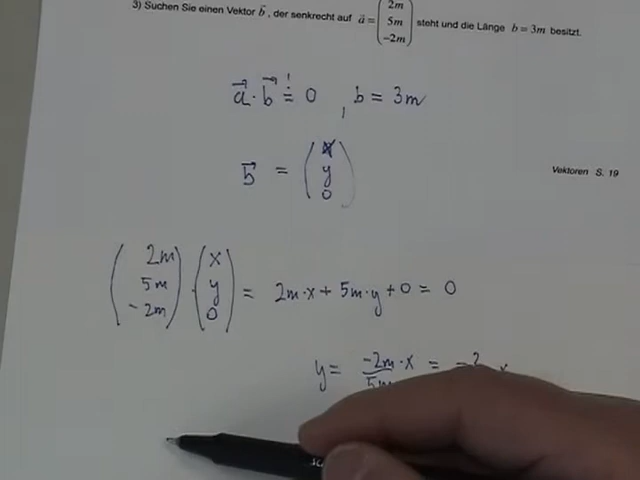 3) Suchen Sie einen Vektor b⃗, der senkrecht auf a⃗ = (2m 5m −2m) steht und die Länge b = 3m besitzt.
a⃗ · b⃗ =! 0 , b = 3m
b⃗ = (x y 0)
Vektoren S. 19
(2m 5m −2m) · (x y 0) = 2m·x + 5m·y + 0 = 0
y = −2m·x / 5m = −2 x